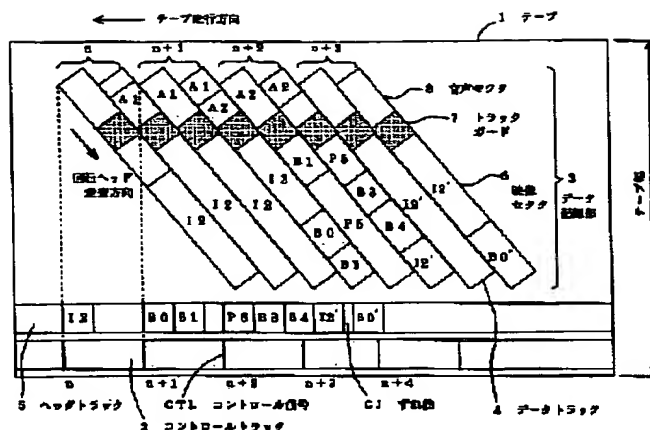 テープ走行方向
1 テープ
n n+1 n+2 n+3
A2 A1 A1 A2 A2 A2
8 音声セクタ
7 トラックガード
6 映像セクタ
3 データ記録部
テープ幅
回転ヘッド走査方向
I2 I2 I2 I2 B0 B1 P5 B3 P5 B3 B4 I2' I2' I2' B0'
I2 B0 B1 P5 B3 B4 I2' B0'
n n+1 n+2 n+3 n+4
5 ヘッダトラック
2 コントロールトラック
CTL コントロール信号
4 データトラック